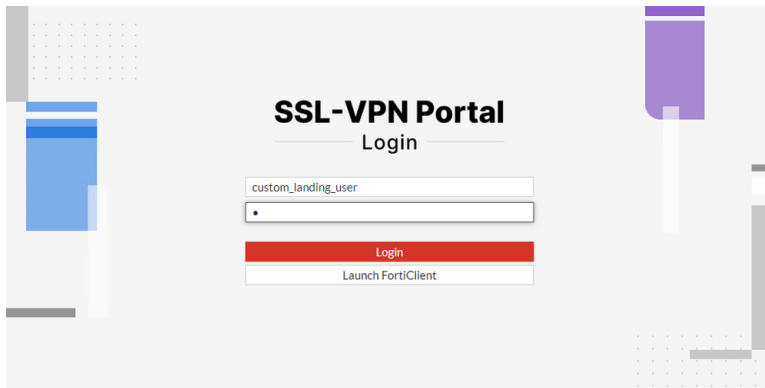 SSL-VPN Portal
Login
custom_landing_user
•
Login
Launch FortiClient